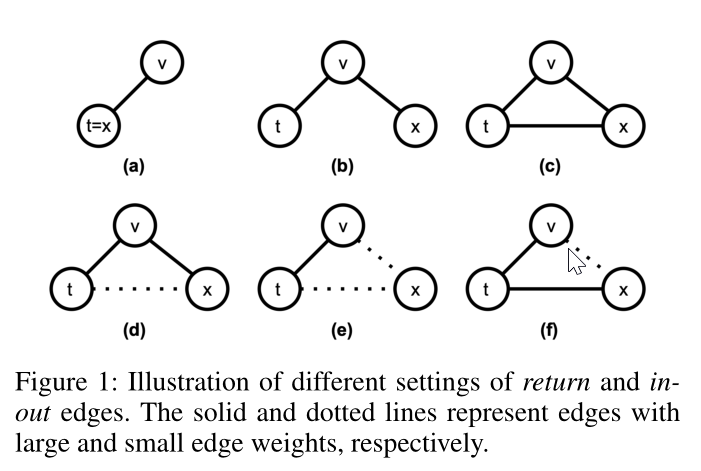 v v v
t=x t x t x
(a) (b) (c)
v v v
t x t x t x
(d) (e) (f)
Figure 1: Illustration of different settings of return and in-
out edges. The solid and dotted lines represent edges with
large and small edge weights, respectively.